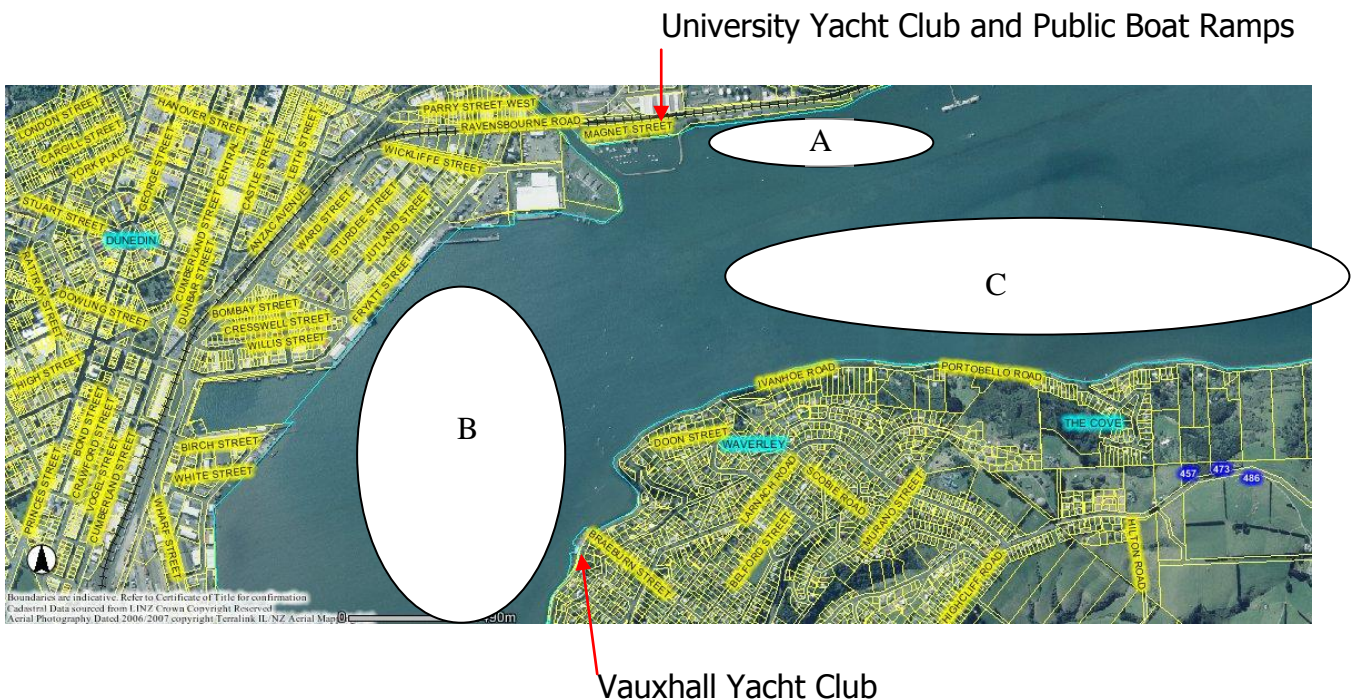 University Yacht Club and Public Boat Ramps
LONDON STREET
CARGILL STREET
YORK PLACE
HANOVER STREET
GEORGE STREET
STUART STREET
DUNEDIN
RATTRAY STREET
DOWLING STREET
HIGH STREET
PRINCES STREET
BOND STREET
CRAWFORD STREET
VOGEL STREET
CUMBERLAND STREET
CUMBERLAND STREET CENTRAL
DUNBAR STREET
CASTLE STREET
LEITH STREET
ANZAC AVENUE
PARRY STREET WEST
RAVENSBOURNE ROAD
MAGNET STREET
WICKLIFFE STREET
WARD STREET
STURDEE STREET
JUTLAND STREET
FRYATT STREET
BOMBAY STREET
CRESSWELL STREET
WILLIS STREET
BIRCH STREET
WHITE STREET
WHARF STREET
A
B
C
IVANHOE ROAD
PORTOBELLO ROAD
DOON STREET
WAVERLEY
THE COVE
LARNACH ROAD
SCOBIE ROAD
MURANO STREET
BELFORD STREET
BRAEBURN STREET
HIGHCLIFF ROAD
HILTON ROAD
457
473
486
Boundaries are indicative. Refer to Certificate of Title for confirmation
Cadastral Data sourced from LINZ Crown Copyright Reserved
Aerial Photography Dated 2006/2007 copyright Terralink IL/NZ Aerial
0
Vauxhall Yacht Club